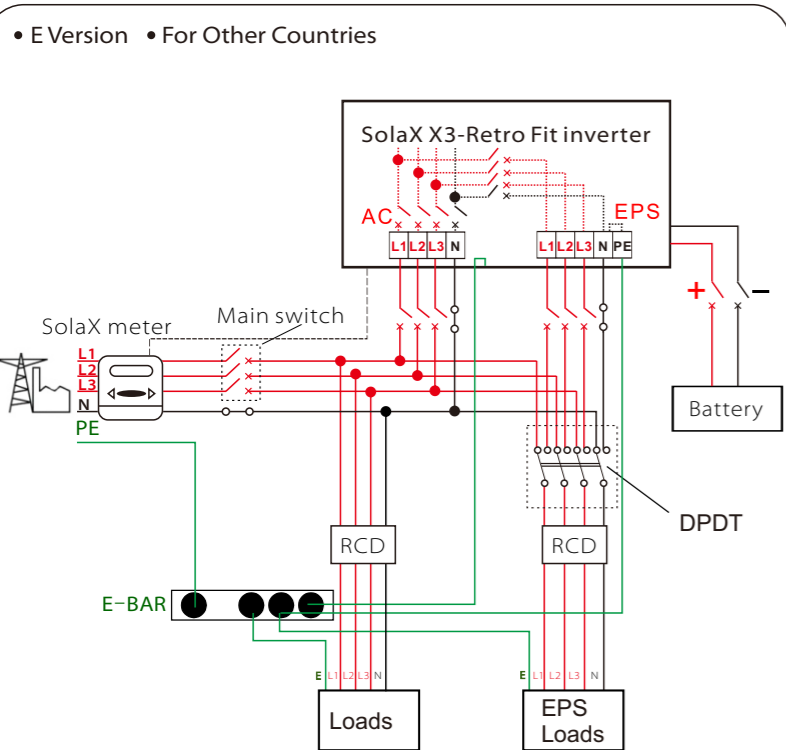 • E Version • For Other Countries
SolaX X3-Retro Fit inverter
AC
EPS
L1 L2 L3 N
L1 L2 L3 N PE
+ −
SolaX meter
Main switch
L1
L2
L3
N
PE
Battery
DPDT
RCD
RCD
E-BAR
E L1 L2 L3 N
E L1 L2 L3 N
Loads
EPS
Loads